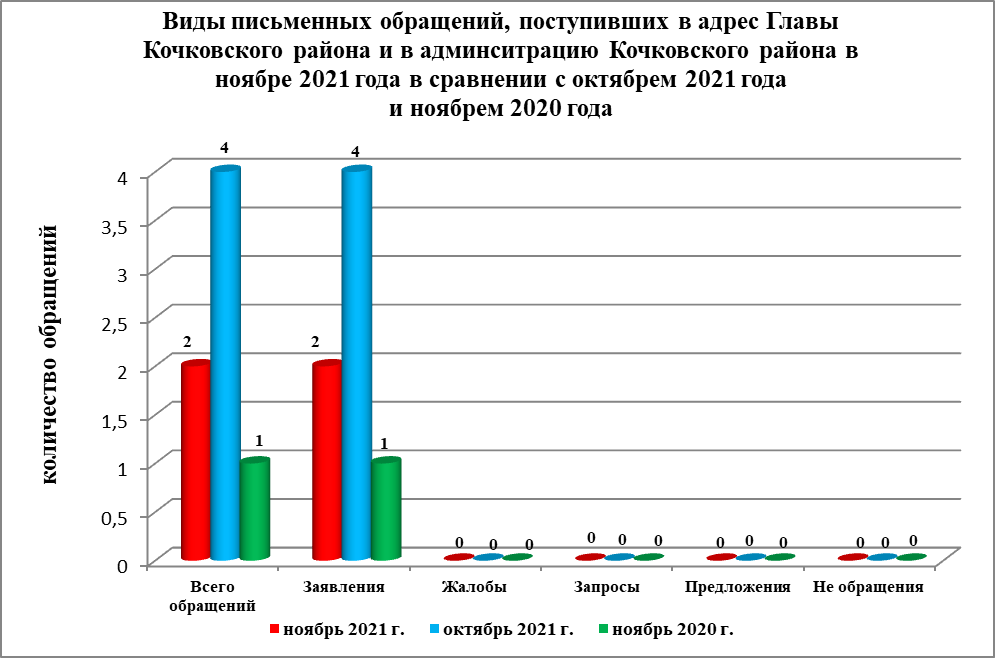 Виды письменных обращений, поступивших в адрес Главы
Кочковского района и в админситрацию Кочковского района в
ноябре 2021 года в сравнении с октябрем 2021 года
и ноябрем 2020 года
количество обращений
4
3,5
3
2,5
2
1,5
1
0,5
0
2
4
1
2
4
1
0
0
0
0
0
0
0
0
0
0
0
0
Всего
обращений
Заявления
Жалобы
Запросы
Предложения
Не обращения
ноябрь 2021 г.
октябрь 2021 г.
ноябрь 2020 г.